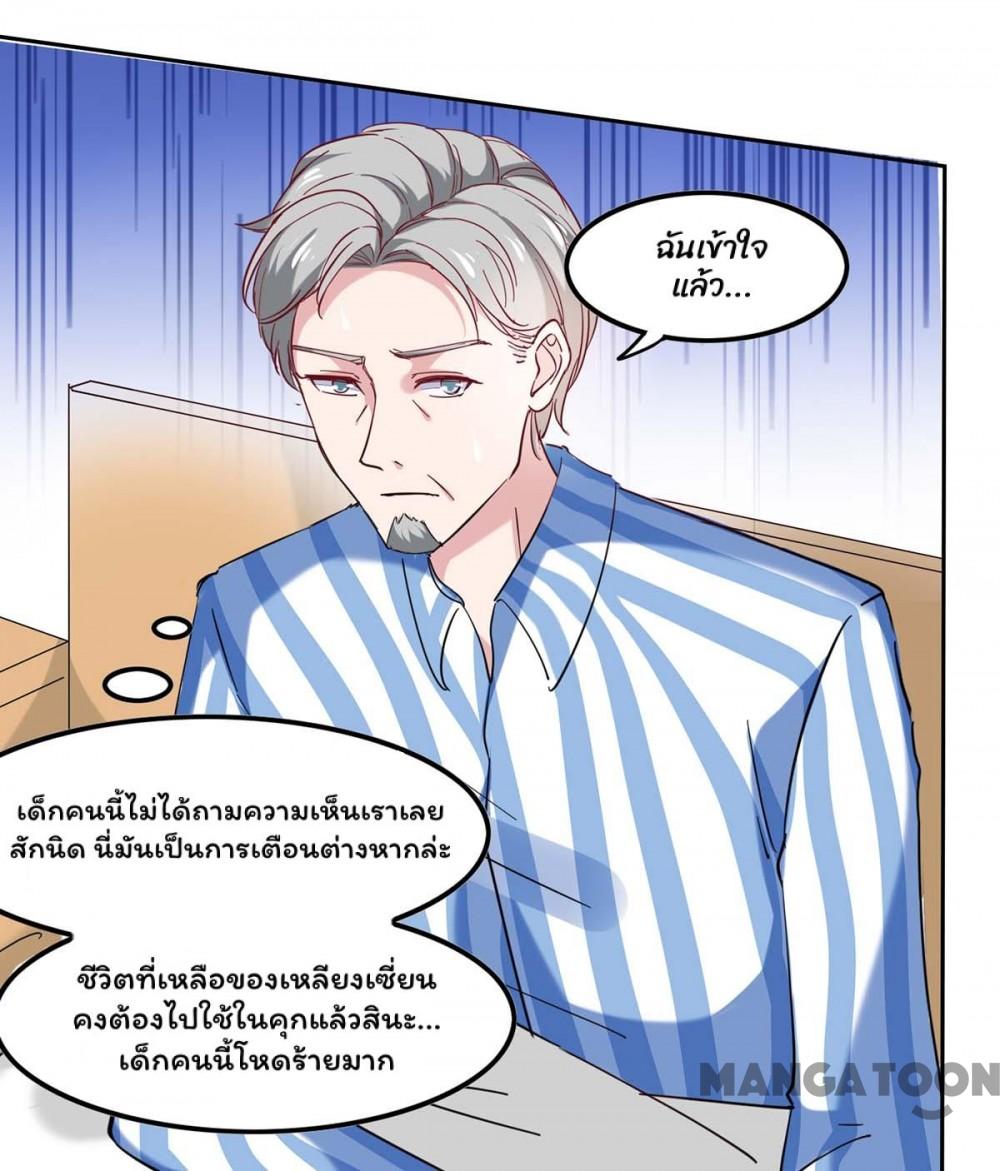 ฉันเข้าใจ
แล้ว...
เด็กคนนี้ไม่ได้ถามความเห็นเราเลย
สักนิด นี่มันเป็นการเตือนต่างหากล่ะ
ชีวิตที่เหลือของเหลียงเซี่ยน
คงต้องไปใช้ในคุกแล้วสินะ...
เด็กคนนี้โหดร้ายมาก
MANGATOON